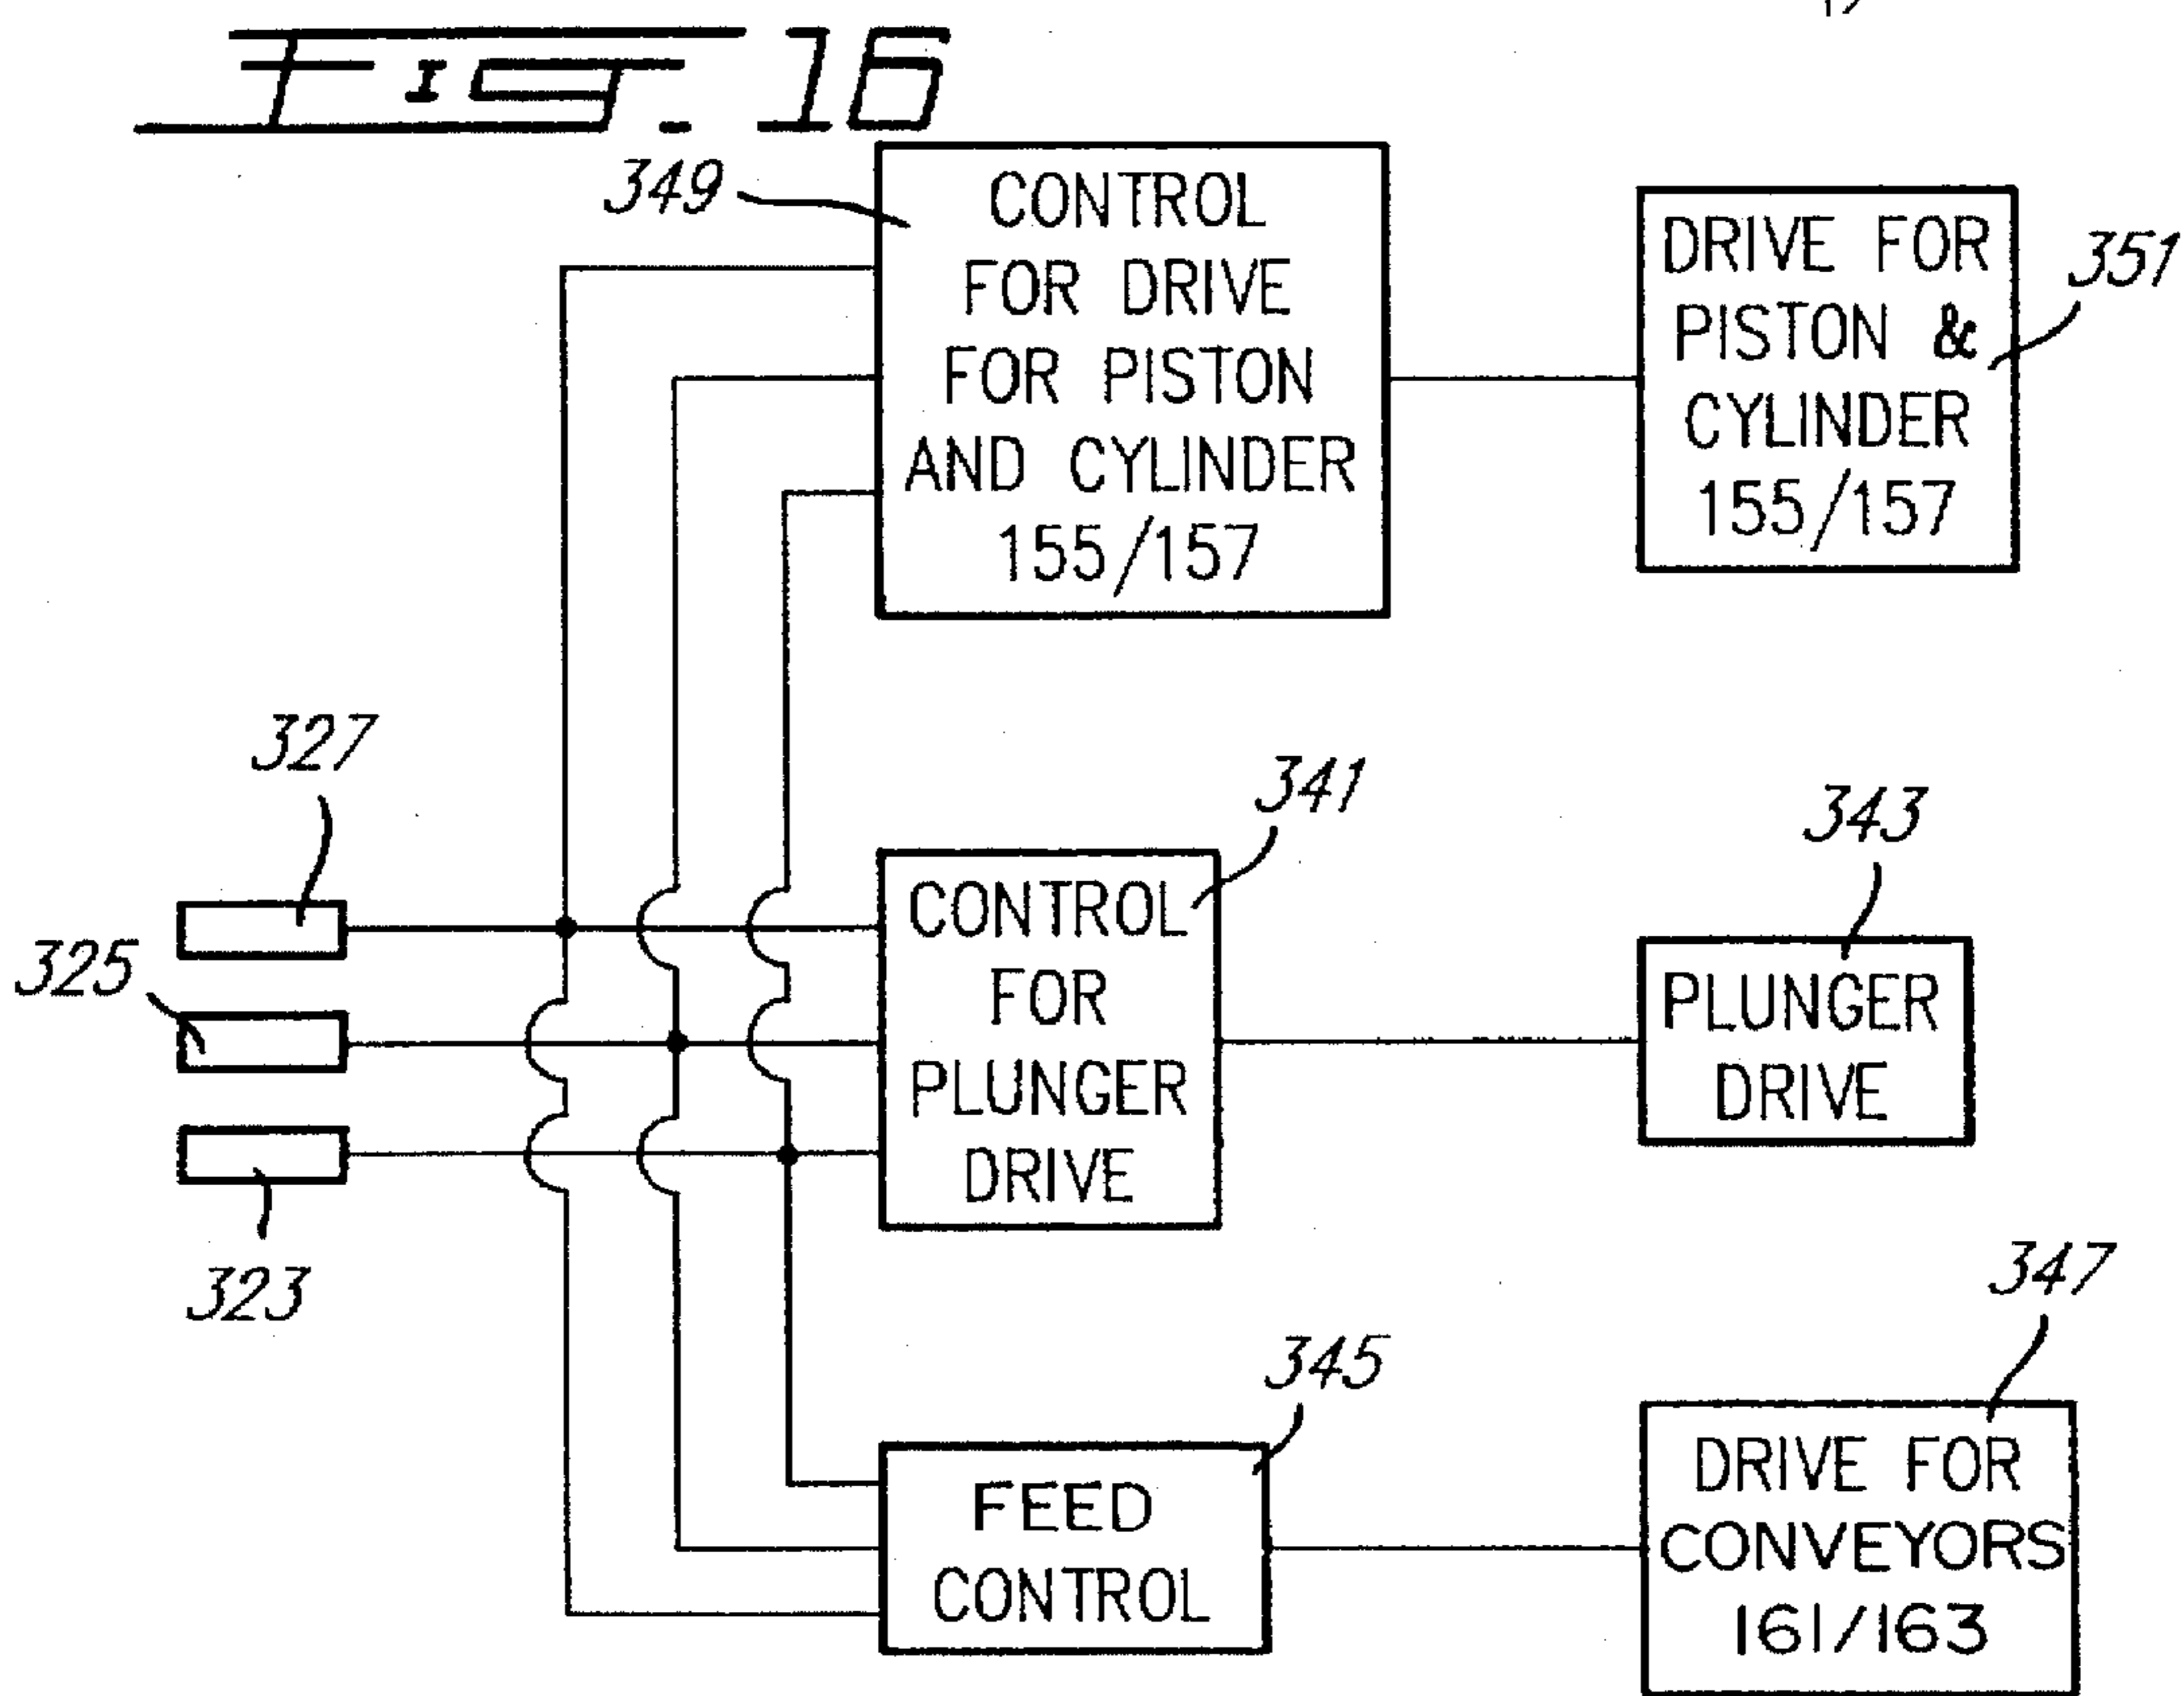 FIG. 16
349
CONTROL
FOR DRIVE
FOR PISTON
AND CYLINDER
155/157
DRIVE FOR
PISTON &
CYLINDER
155/157
351
327
325
323
341
CONTROL
FOR
PLUNGER
DRIVE
343
PLUNGER
DRIVE
345
FEED
CONTROL
347
DRIVE FOR
CONVEYORS
161/163